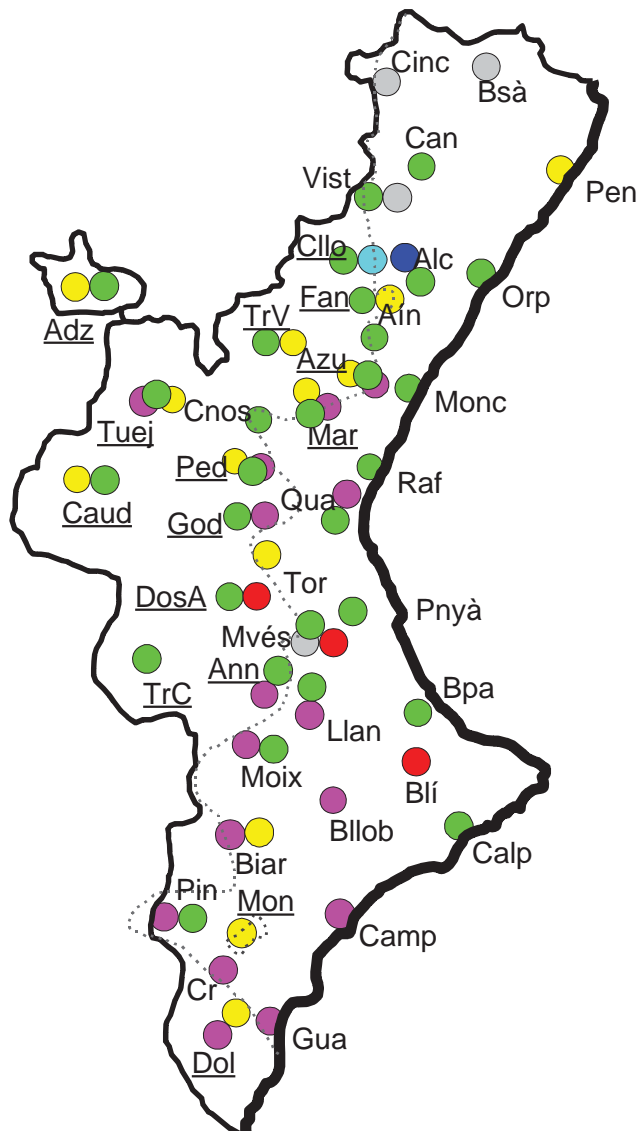 Cinc
Bsà
Can
Vist
Pen
Cllo
Alc
Orp
Fan
Aín
Adz
TrV
Azu
Cnos
Monc
Tuej
Mar
Ped
Raf
Caud
Qua
God
Tor
DosA
Pnyà
Mvés
Ann
TrC
Bpa
Llan
Moix
Blí
Bllob
Calp
Biar
Pin
Mon
Camp
Cr
Gua
Dol